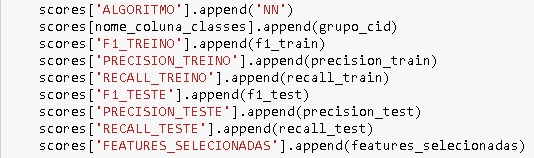 scores['ALGORITMO'].append('NN')
scores[nome_coluna_classes].append(grupo_cid)
scores['F1_TREINO'].append(f1_train)
scores['PRECISION_TREINO'].append(precision_train)
scores['RECALL_TREINO'].append(recall_train)
scores['F1_TESTE'].append(f1_test)
scores['PRECISION_TESTE'].append(precision_test)
scores['RECALL_TESTE'].append(recall_test)
scores['FEATURES_SELECIONADAS'].append(features_selecionadas)